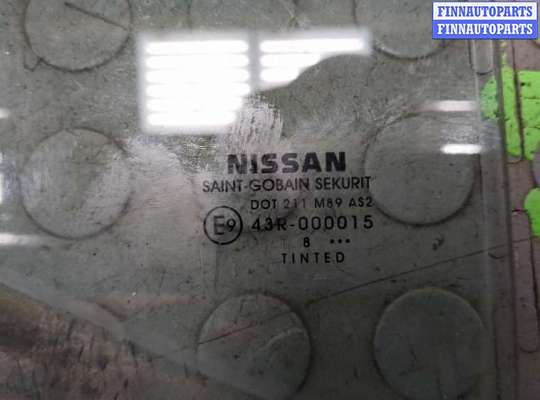 FINNAUTOPARTS
FINNAUTOPARTS
NISSAN
SAINT-GOBAIN SEKURIT
DOT 211 M89 AS2
E9 43R-000015
8 •••
TINTED